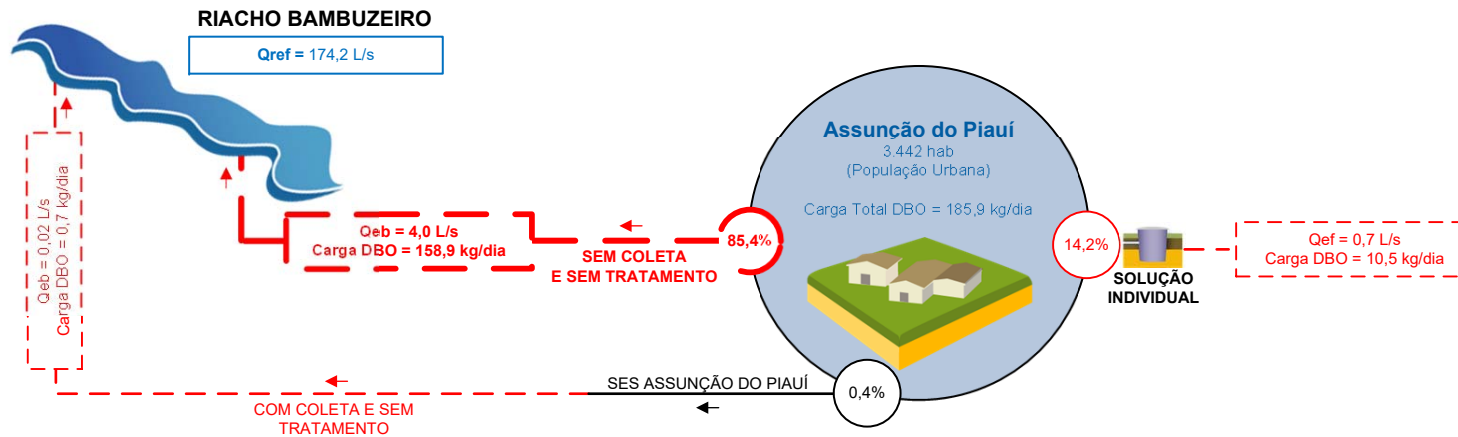 RIACHO BAMBUZEIRO
Qref = 174,2 L/s
Qeb = 0,02 L/s
Carga DBO = 0,7 kg/dia
Qeb = 4,0 L/s
Carga DBO = 158,9 kg/dia
SEM COLETA
E SEM TRATAMENTO
85,4%
Assunção do Piauí
3.442 hab
(População Urbana)
Carga Total DBO = 185,9 kg/dia
14,2%
SOLUÇÃO
INDIVIDUAL
Qef = 0,7 L/s
Carga DBO = 10,5 kg/dia
SES ASSUNÇÃO DO PIAUÍ
0,4%
COM COLETA E SEM
TRATAMENTO